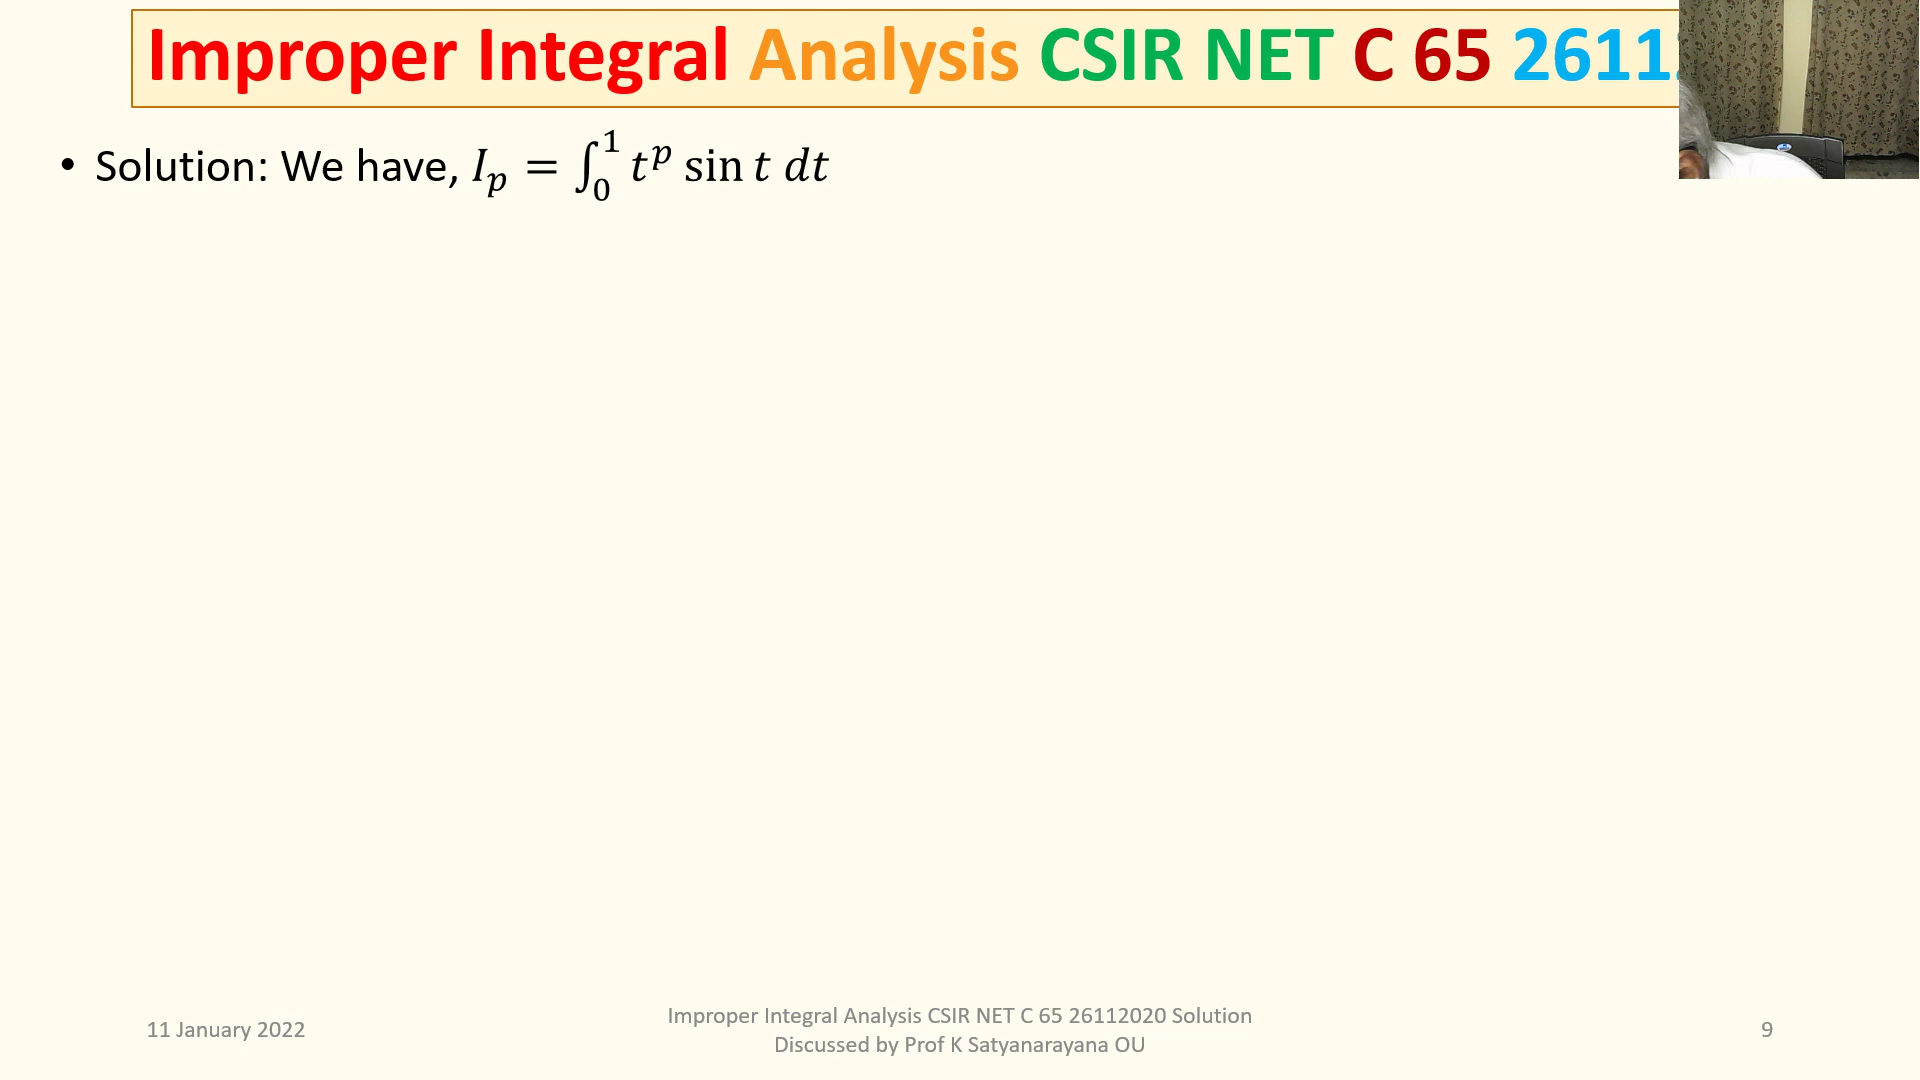 Improper Integral Analysis CSIR NET C 65 2611
• Solution: We have, $I_p = \int_0^1 t^p \sin t \, dt$
11 January 2022
Improper Integral Analysis CSIR NET C 65 26112020 Solution
Discussed by Prof K Satyanarayana OU
9